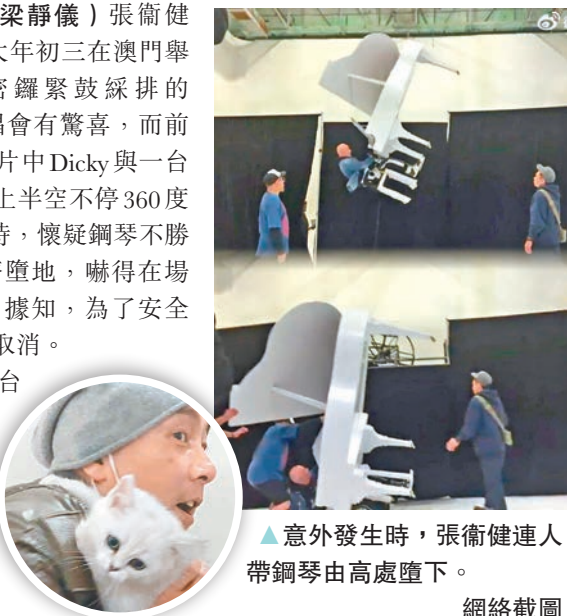 梁靜儀）張衞健
大年初三在澳門舉
密鑼緊鼓綵排的
唱會有驚喜，而前
片中Dicky與一台
上半空不停360度
時，懷疑鋼琴不勝
墮地，嚇得在場
據知，為了安全
取消。
台
▲意外發生時，張衞健連人
帶鋼琴由高處墮下。
網絡截圖